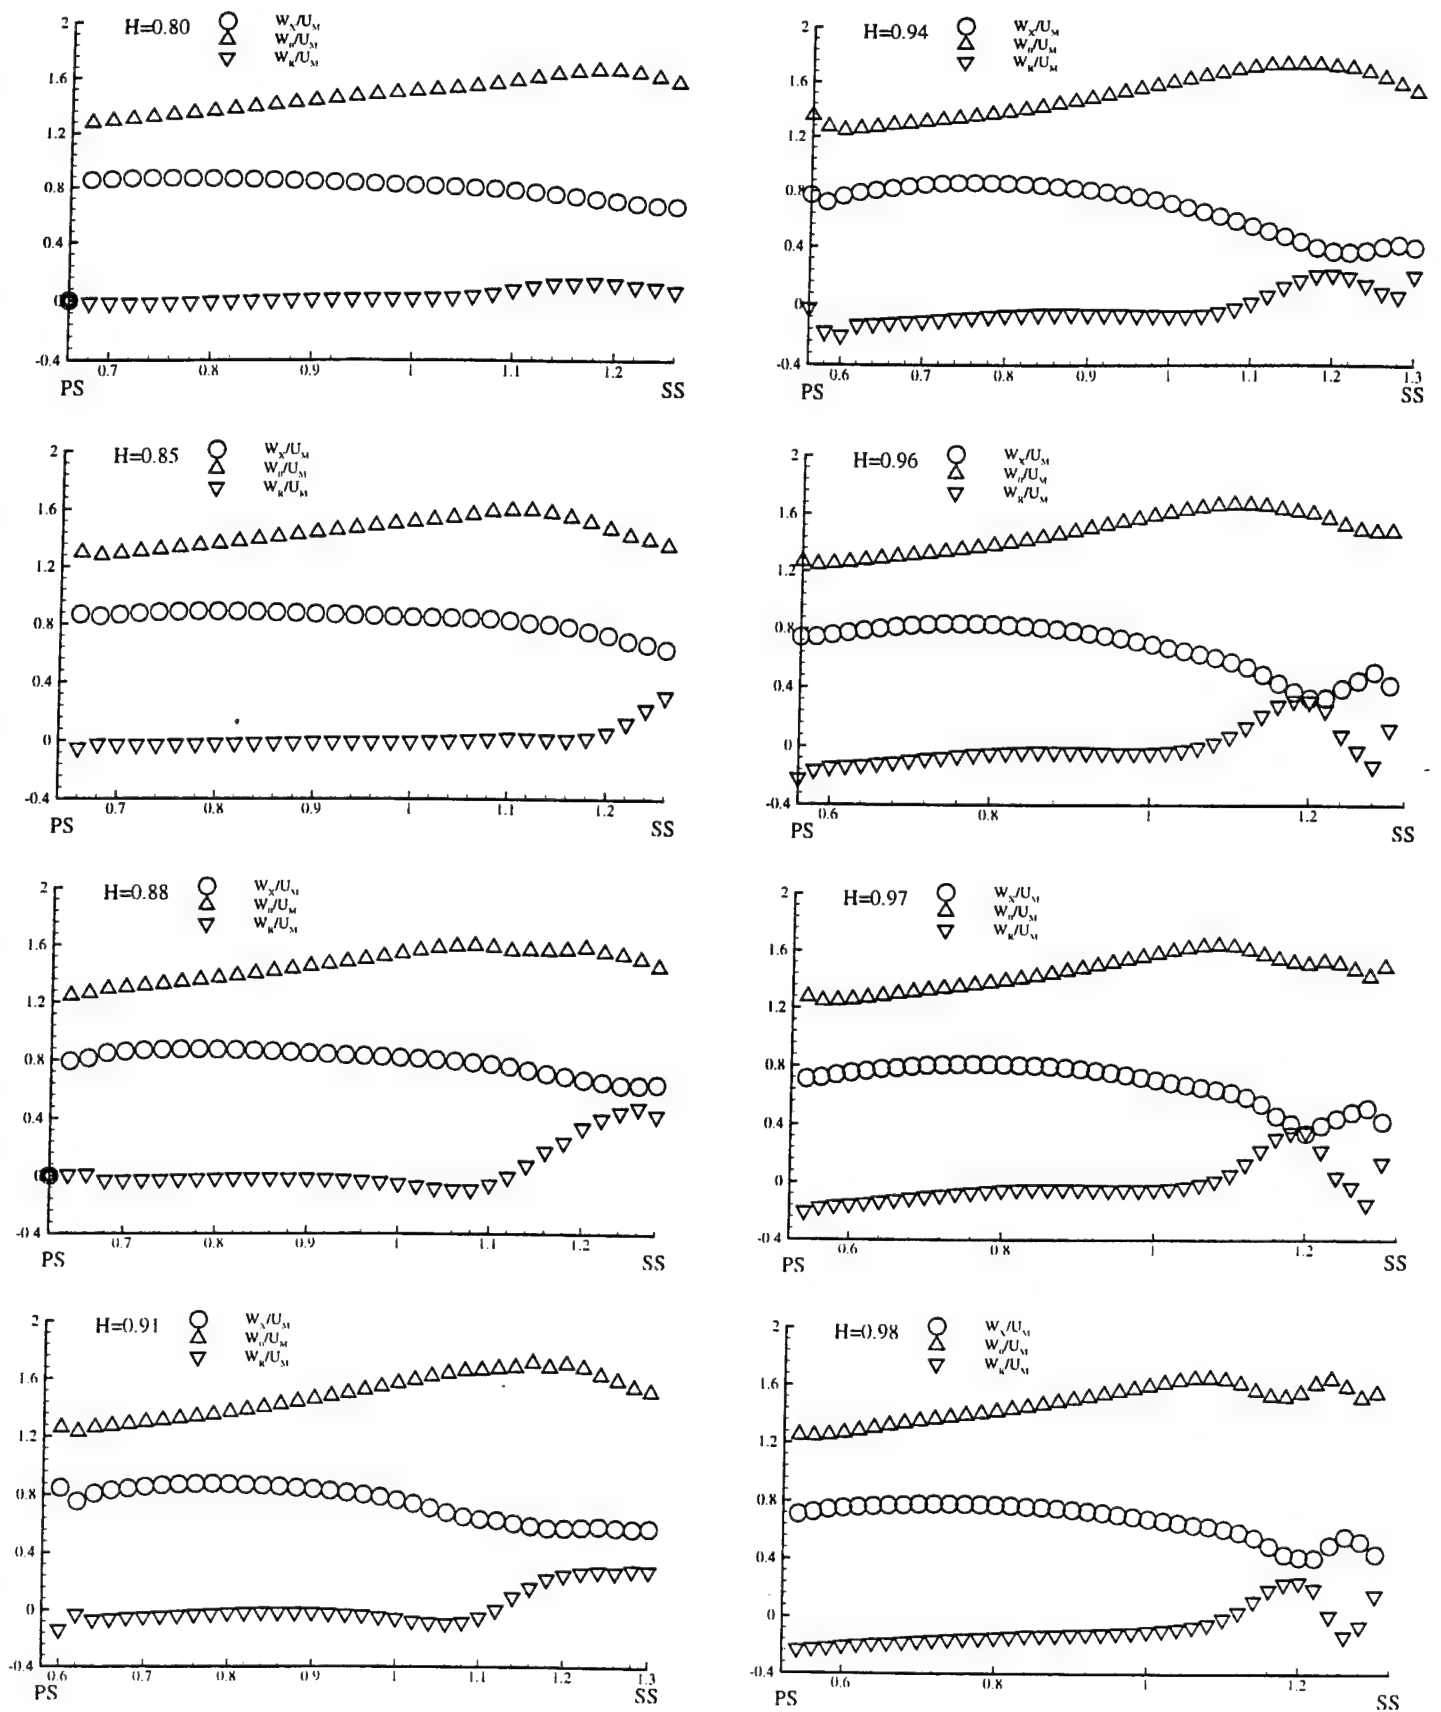 H=0.80
W_X/U_M
W_θ/U_M
W_R/U_M
2
1.6
1.2
0.8
0.4
0
-0.4
0.7 0.8 0.9 1 1.1 1.2
PS SS
H=0.94
W_X/U_M
W_θ/U_M
W_R/U_M
2
1.6
1.2
0.8
0.4
0
-0.4
0.6 0.7 0.8 0.9 1 1.1 1.2 1.3
PS SS
H=0.85
W_X/U_M
W_θ/U_M
W_R/U_M
2
1.6
1.2
0.8
0.4
0
-0.4
0.7 0.8 0.9 1 1.1 1.2
PS SS
H=0.96
W_X/U_M
W_θ/U_M
W_R/U_M
2
1.6
1.2
0.8
0.4
0
-0.4
0.6 0.8 1 1.2
PS SS
H=0.88
W_X/U_M
W_θ/U_M
W_R/U_M
2
1.6
1.2
0.8
0.4
0
-0.4
0.7 0.8 0.9 1 1.1 1.2
PS SS
H=0.97
W_X/U_M
W_θ/U_M
W_R/U_M
2
1.6
1.2
0.8
0.4
0
-0.4
0.6 0.8 1 1.2
PS SS
H=0.91
W_X/U_M
W_θ/U_M
W_R/U_M
2
1.6
1.2
0.8
0.4
0
-0.4
0.6 0.7 0.8 0.9 1 1.1 1.2 1.3
PS SS
H=0.98
W_X/U_M
W_θ/U_M
W_R/U_M
2
1.6
1.2
0.8
0.4
0
-0.4
0.6 0.8 1 1.2
PS SS